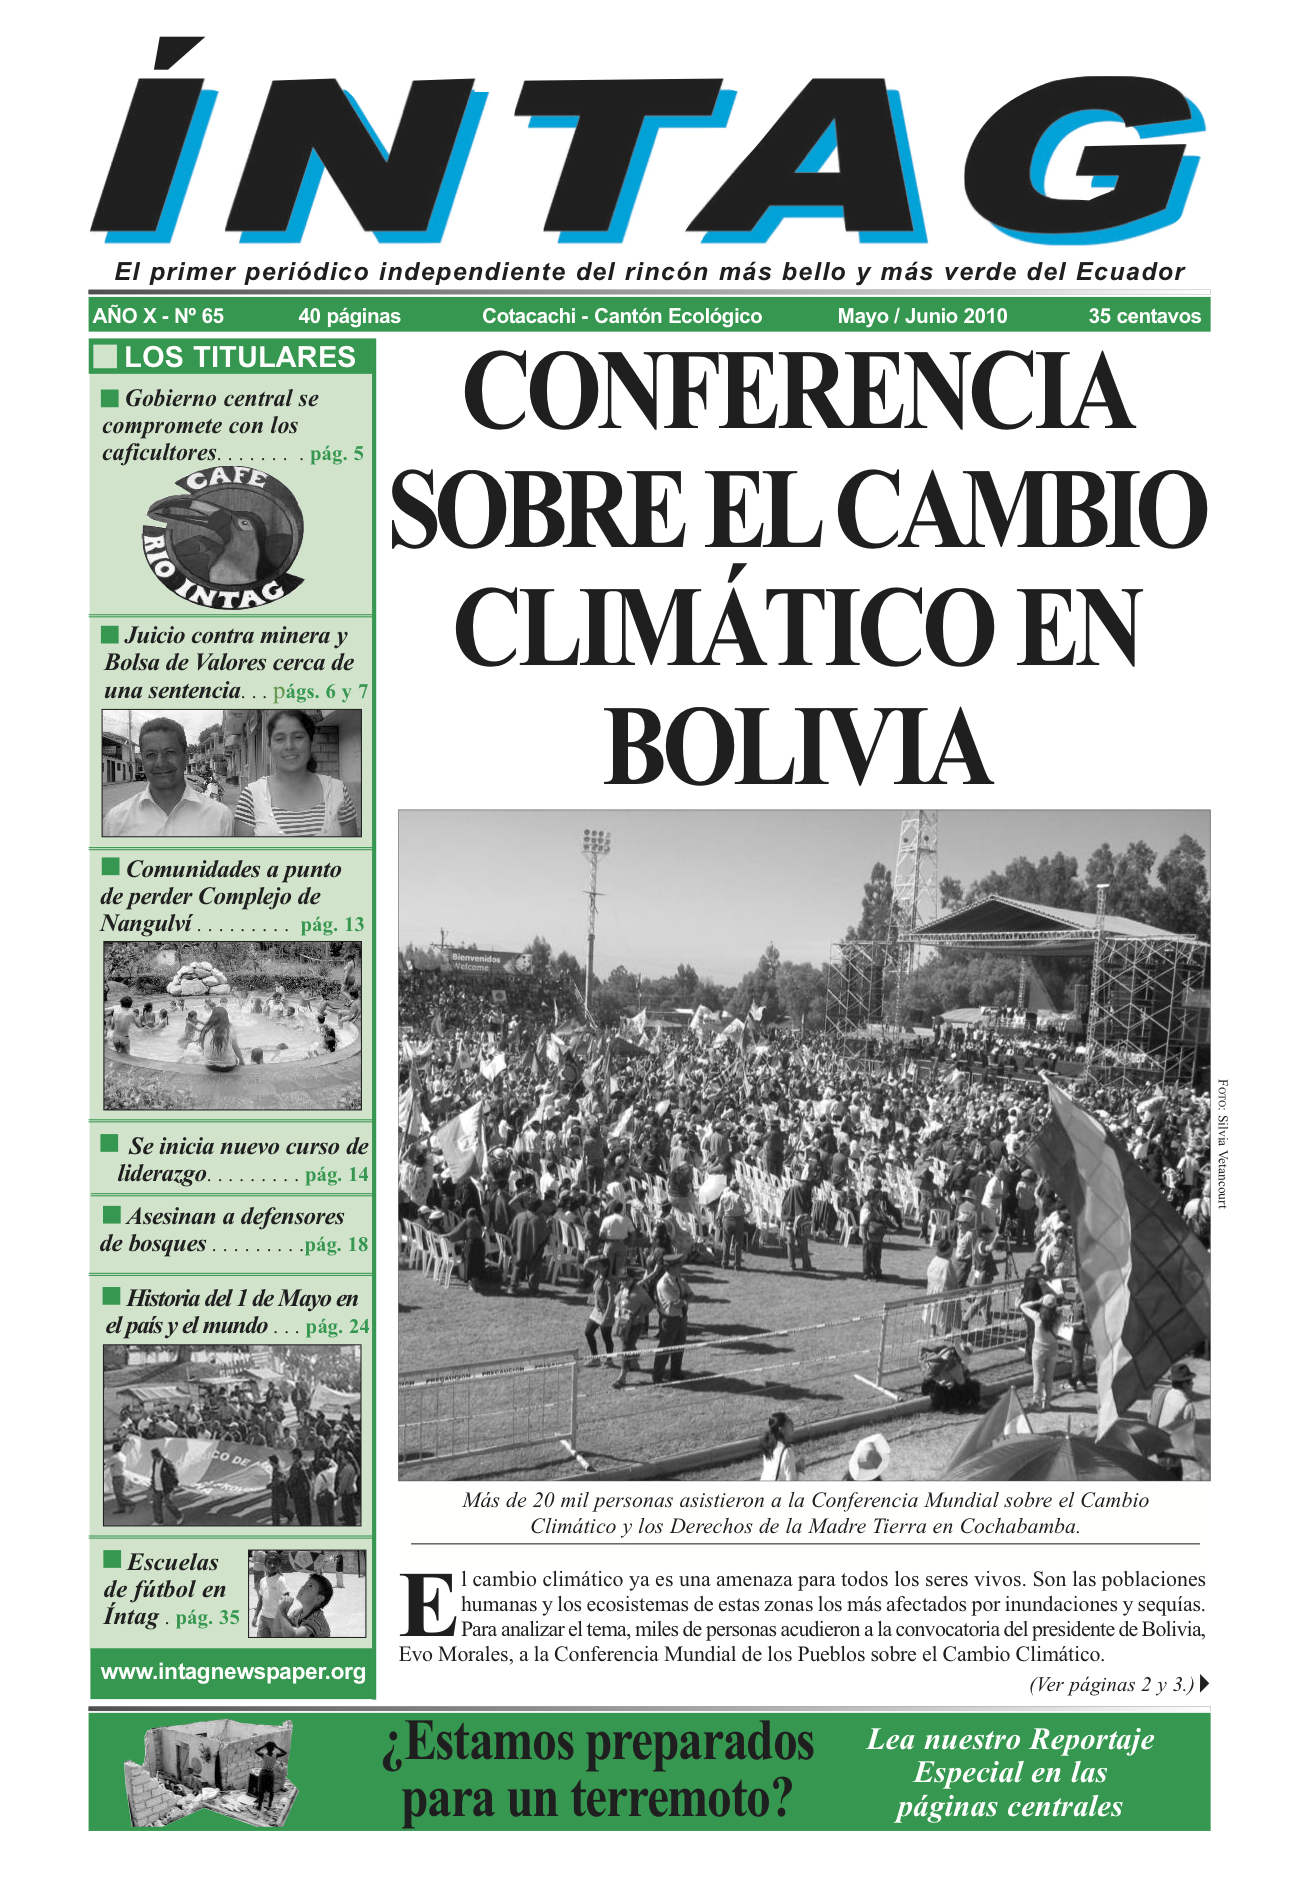 ÍNTAG
El primer periódico independiente del rincón más bello y más verde del Ecuador
AÑO X - Nº 65 40 páginas Cotacachi - Cantón Ecológico Mayo / Junio 2010 35 centavos
LOS TITULARES
Gobierno central se
compromete con los
caficultores. . . . . . . . pág. 5
CAFE
RIO INTAG
Juicio contra minera y
Bolsa de Valores cerca de
una sentencia. . . págs. 6 y 7
Comunidades a punto
de perder Complejo de
Nangulví . . . . . . . . . pág. 13
Se inicia nuevo curso de
liderazgo. . . . . . . . . pág. 14
Asesinan a defensores
de bosques . . . . . . . . .pág. 18
Historia del 1 de Mayo en
el país y el mundo . . . pág. 24
Escuelas
de fútbol en
Íntag . pág. 35
www.intagnewspaper.org
CONFERENCIA
SOBRE EL CAMBIO
CLIMÁTICO EN
BOLIVIA
Bienvenidos
Welcome
PRECAUCION PRECAUCION PRECAUCION
Foto: Silvia Vetancourt
Más de 20 mil personas asistieron a la Conferencia Mundial sobre el Cambio
Climático y los Derechos de la Madre Tierra en Cochabamba.
El cambio climático ya es una amenaza para todos los seres vivos. Son las poblaciones
humanas y los ecosistemas de estas zonas los más afectados por inundaciones y sequías.
Para analizar el tema, miles de personas acudieron a la convocatoria del presidente de Bolivia,
Evo Morales, a la Conferencia Mundial de los Pueblos sobre el Cambio Climático.
(Ver páginas 2 y 3.)
¿Estamos preparados
para un terremoto?
Lea nuestro Reportaje
Especial en las
páginas centrales